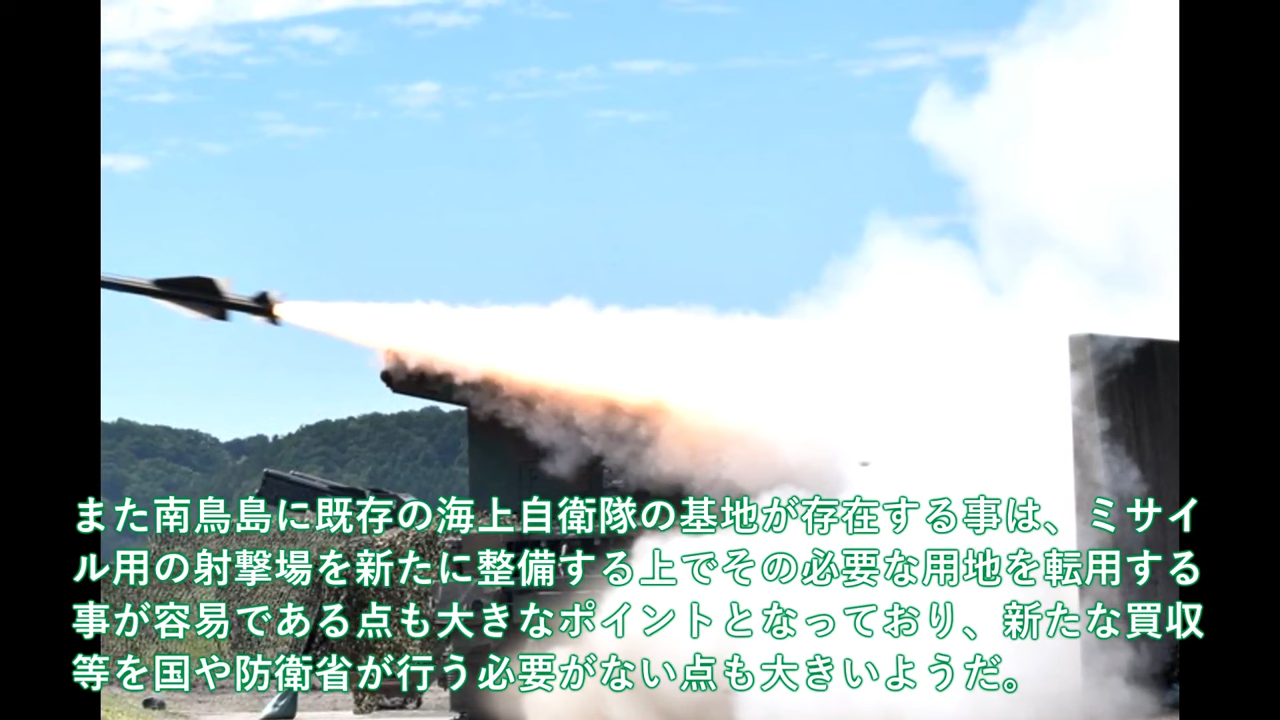 また南鳥島に既存の海上自衛隊の基地が存在する事は、ミサイ
ル用の射撃場を新たに整備する上でその必要な用地を転用する
事が容易である点も大きなポイントとなっており、新たな買収
等を国や防衛省が行う必要がない点も大きいようだ。